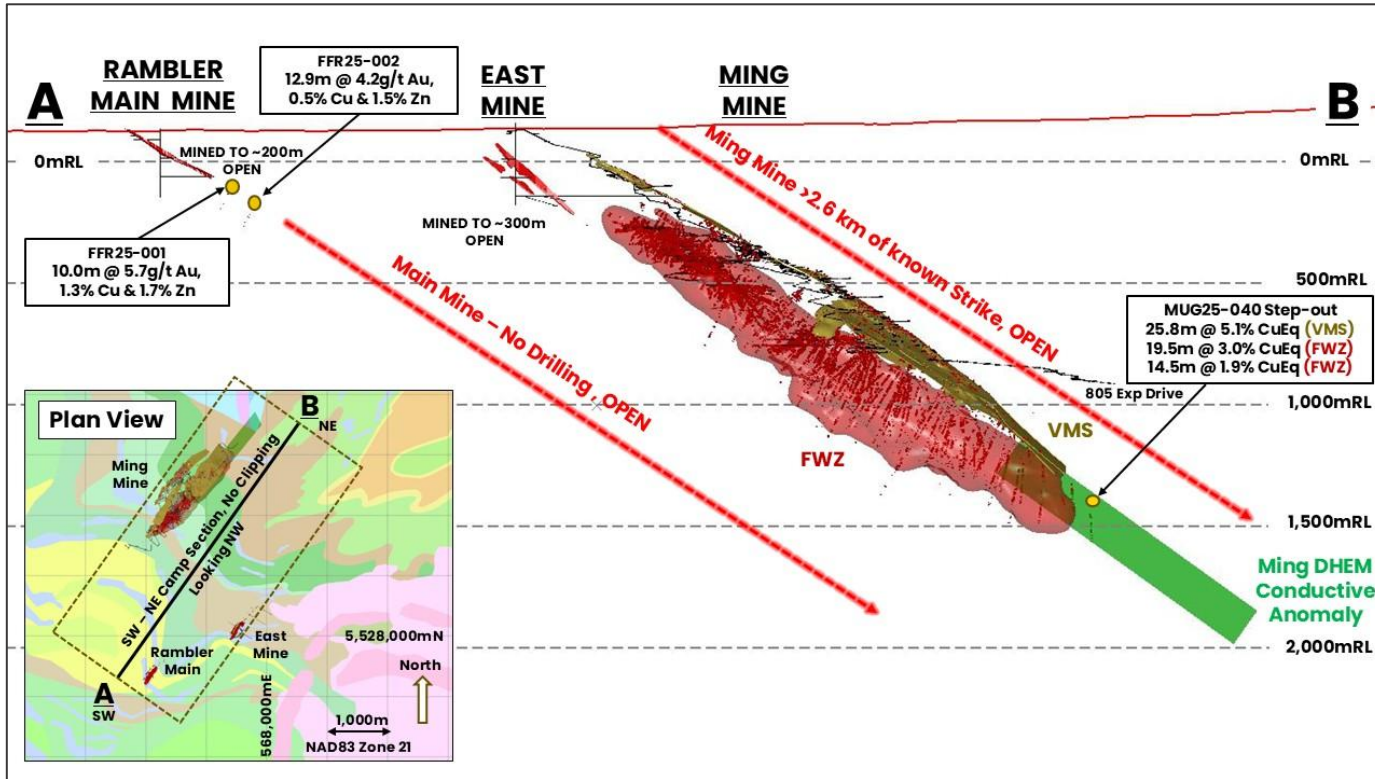 A
RAMBLER
MAIN MINE
FFR25-002
12.9m @ 4.2g/t Au,
0.5% Cu & 1.5% Zn
EAST
MINE
MING
MINE
B
0mRL
MINED TO ~200m
OPEN
0mRL
FFR25-001
10.0m @ 5.7g/t Au,
1.3% Cu & 1.7% Zn
MINED TO ~300m
OPEN
Ming Mine >2.6 km of known Strike, OPEN
Main Mine – No Drilling, OPEN
500mRL
MUG25-040 Step-out
25.8m @ 5.1% CuEq (VMS)
19.5m @ 3.0% CuEq (FWZ)
14.5m @ 1.9% CuEq (FWZ)
805 Exp Drive
1,000mRL
VMS
FWZ
1,500mRL
Ming DHEM
Conductive
Anomaly
2,000mRL
Plan View
B
NE
Ming
Mine
SW – NE Camp Section, No Clipping
Looking NW
East
Mine
5,528,000mN
Rambler
Main
North
A
SW
568,000mE
1,000m
NAD83 Zone 21